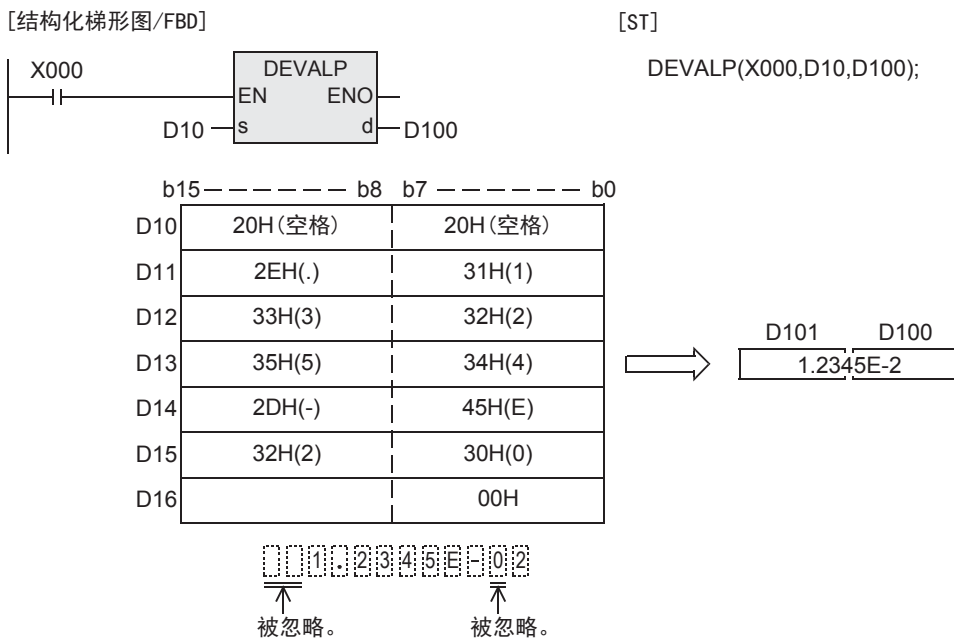 [结构化梯形图/FBD] [ST]
X000 DEVALP DEVALP(X000,D10,D100);
EN ENO
D10 s d D100
b15 b8 b7 b0
D10 20H(空格) 20H(空格)
D11 2EH(.) 31H(1)
D12 33H(3) 32H(2)
D13 35H(5) 34H(4)
D14 2DH(-) 45H(E)
D15 32H(2) 30H(0)
D16 00H
D101 D100
1.2345E-2
1.2345E-02
被忽略。 被忽略。